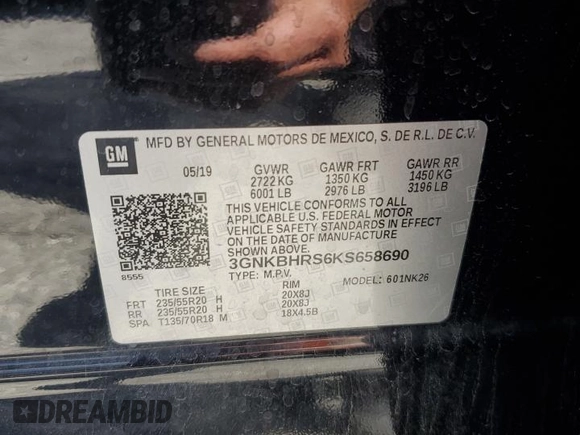 GM
MFD BY GENERAL MOTORS DE MEXICO, S. DE R.L. DE C.V.
05/19 GVWR GAWR FRT GAWR RR
2722 KG 1350 KG 1450 KG
6001 LB 2976 LB 3196 LB
THIS VEHICLE CONFORMS TO ALL
APPLICABLE U.S. FEDERAL MOTOR
VEHICLE SAFETY STANDARDS IN EFFECT
ON THE DATE OF MANUFACTURE
SHOWN ABOVE.
3GNKBHRS6KS658690
8555
TYPE: M.P.V. MODEL: 601NK26
TIRE SIZE RIM
FRT 235/55R20 H 20X8J
RR 235/55R20 H 20X8J
SPA. T135/70R18 M 18X4.5B
DREAMBID